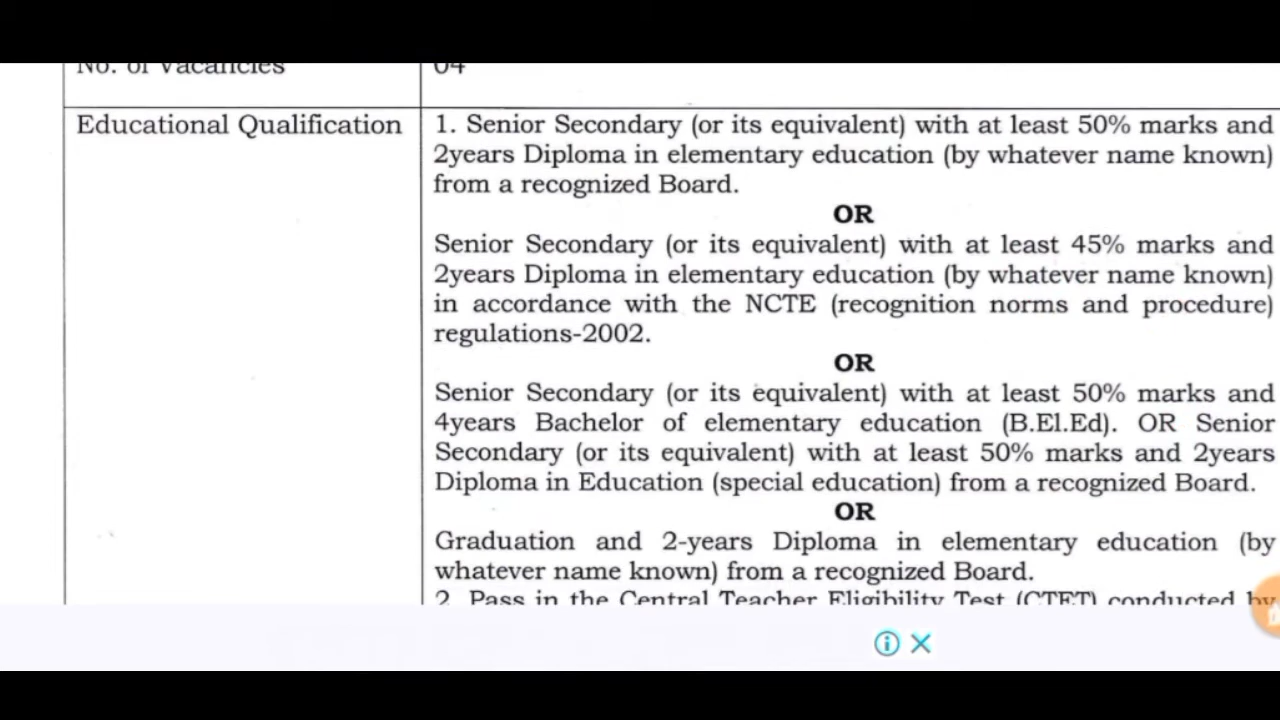 No. of Vacancies
04
Educational Qualification
1. Senior Secondary (or its equivalent) with at least 50% marks and
2years Diploma in elementary education (by whatever name known)
from a recognized Board.
OR
Senior Secondary (or its equivalent) with at least 45% marks and
2years Diploma in elementary education (by whatever name known)
in accordance with the NCTE (recognition norms and procedure)
regulations-2002.
OR
Senior Secondary (or its equivalent) with at least 50% marks and
4years Bachelor of elementary education (B.El.Ed). OR Senior
Secondary (or its equivalent) with at least 50% marks and 2years
Diploma in Education (special education) from a recognized Board.
OR
Graduation and 2-years Diploma in elementary education (by
whatever name known) from a recognized Board.
2. Pass in the Central Teacher Eligibility Test (CTET) conducted by